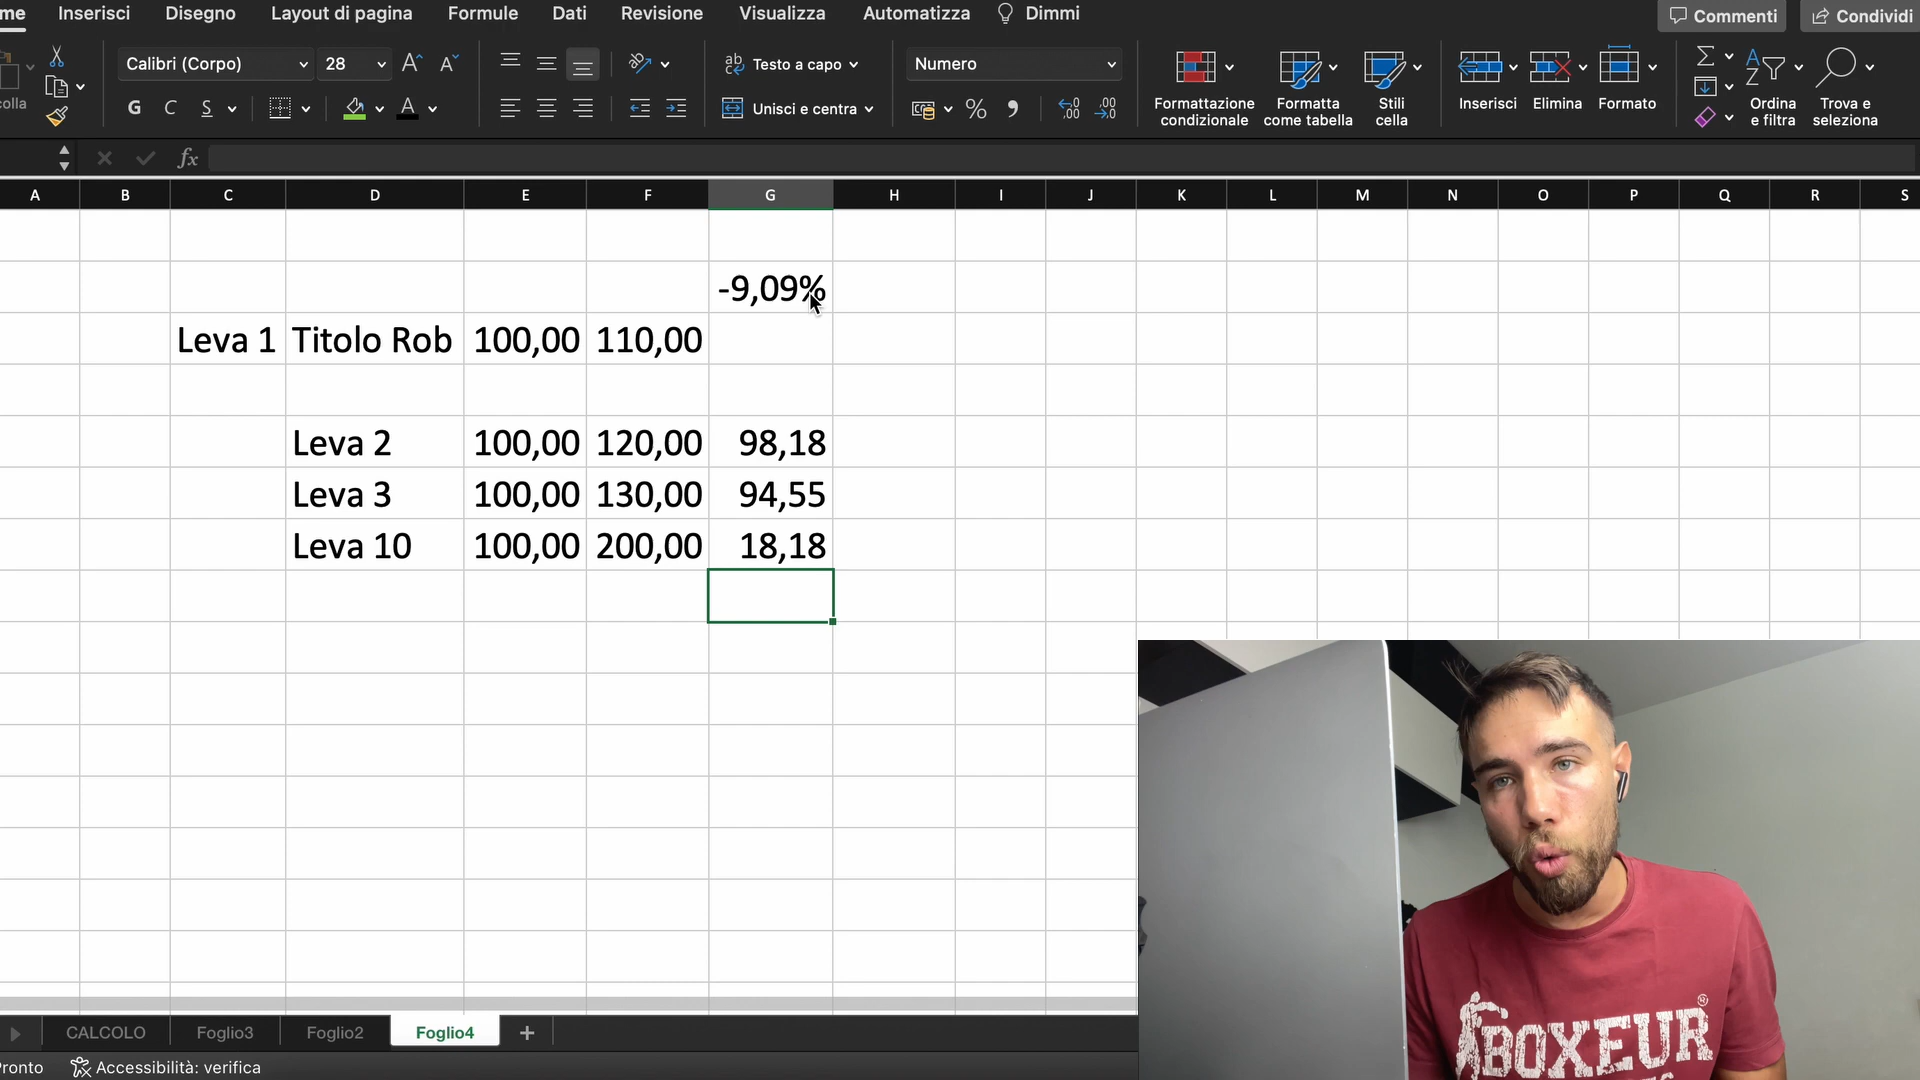 me Inserisci Disegno Layout di pagina Formule Dati Revisione Visualizza Automatizza Dimmi Commenti Condividi
colla Calibri (Corpo) 28 A A ab Testo a capo Numero
G C S A Unisci e centra % Formattazione condizionale Formatta come tabella Stili cella Inserisci Elimina Formato Ordina e filtra Trova e seleziona
fx
A B C D E F G H I J K L M N O P Q R S
-9,09%
Leva 1 Titolo Rob 100,00 110,00
Leva 2 100,00 120,00 98,18
Leva 3 100,00 130,00 94,55
Leva 10 100,00 200,00 18,18
BOXEUR
CALCOLO Foglio3 Foglio2 Foglio4 +
ronto Accessibilità: verifica